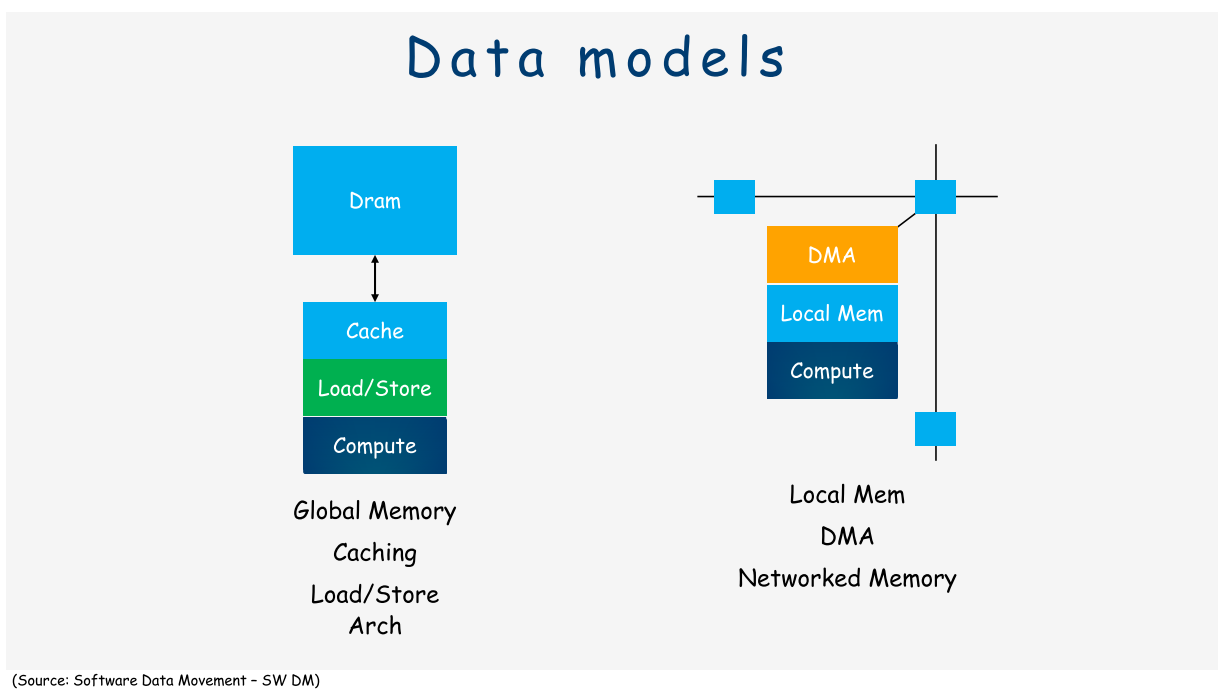 Data models
Dram
Cache
Load/Store
Compute
Global Memory
Caching
Load/Store
Arch
DMA
Local Mem
Compute
Local Mem
DMA
Networked Memory
(Source: Software Data Movement – SW DM)